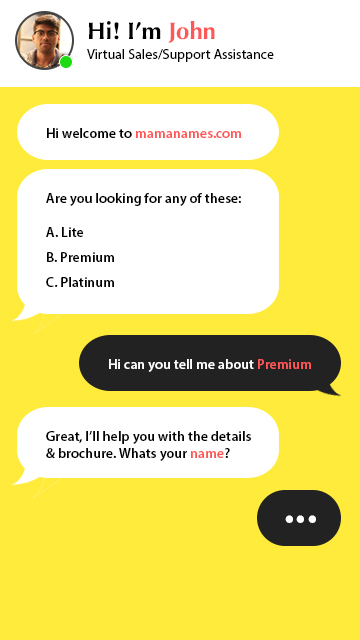 Hi! I'm John
Virtual Sales/Support Assistance
Hi welcome to mamanames.com
Are you looking for any of these:
A. Lite
B. Premium
C. Platinum
Hi can you tell me about Premium
Great, I'll help you with the details
& brochure. Whats your name?